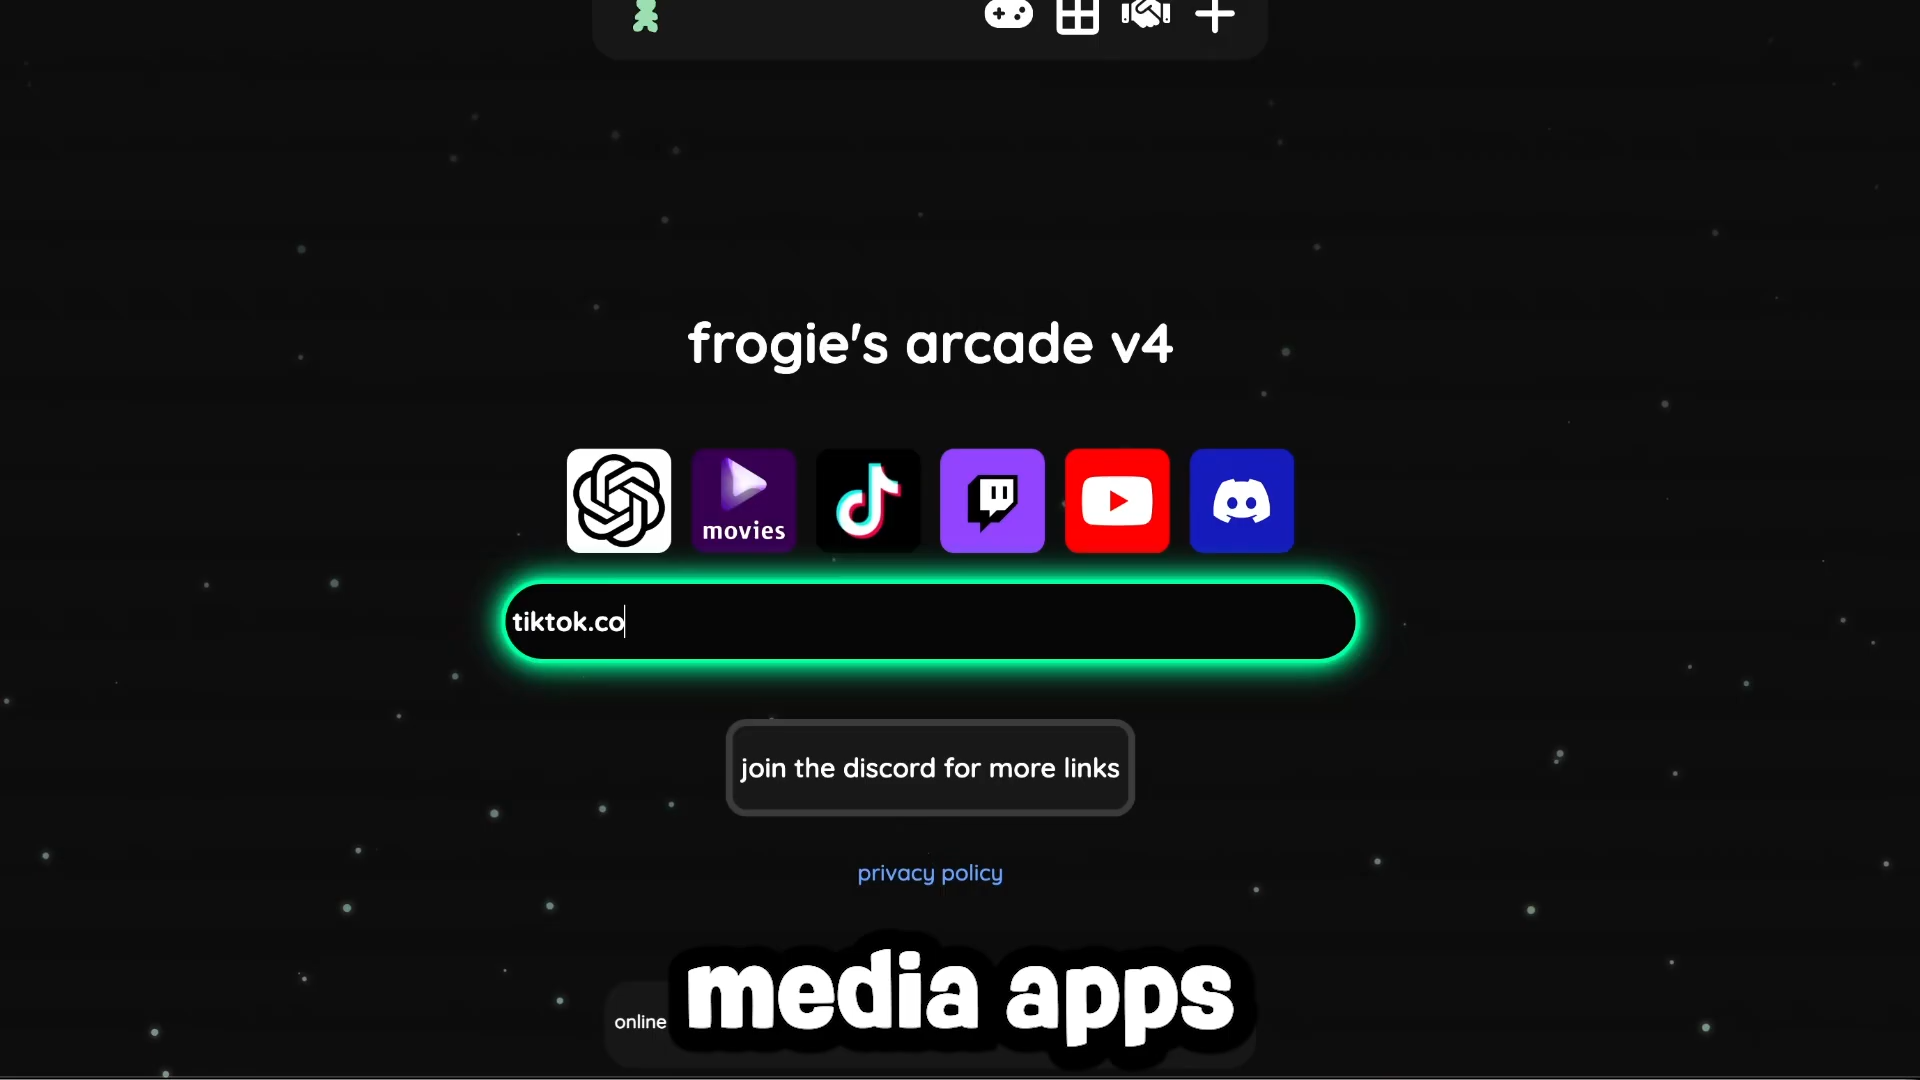 frogie's arcade v4
movies
tiktok.co
join the discord for more links
privacy policy
online
media apps